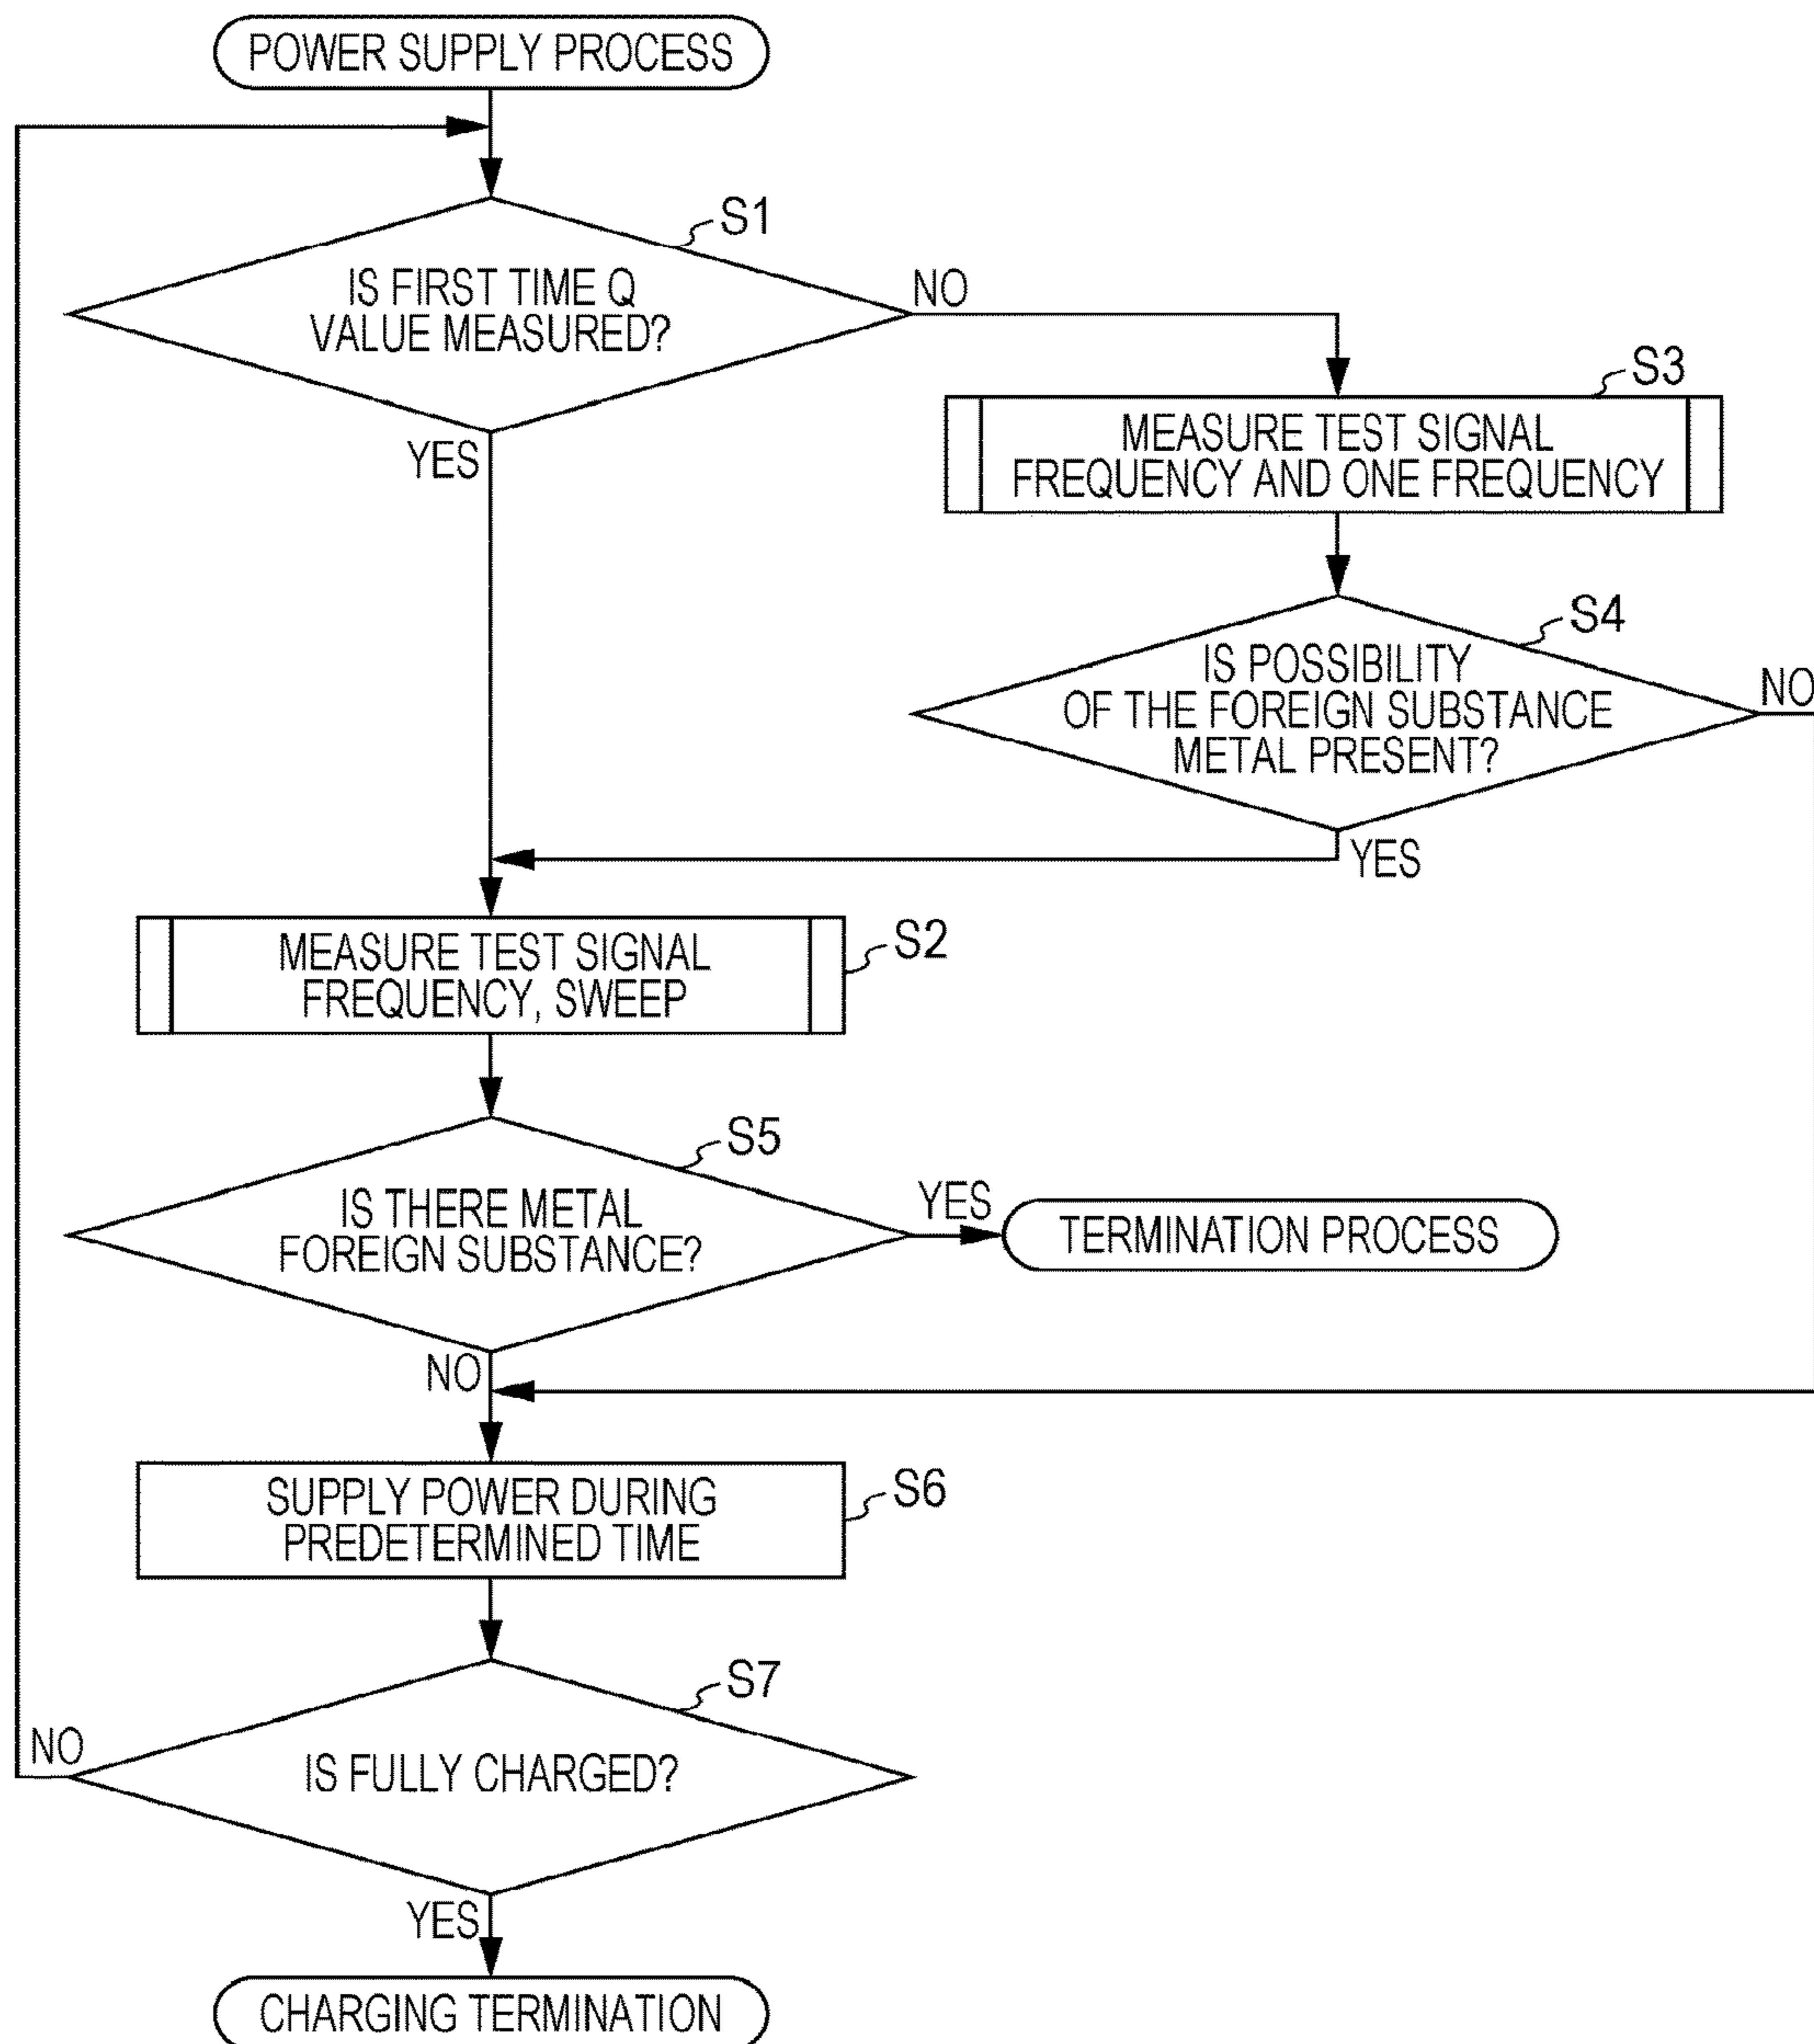 POWER SUPPLY PROCESS
S1
IS FIRST TIME Q
VALUE MEASURED?
NO
YES
S3
MEASURE TEST SIGNAL
FREQUENCY AND ONE FREQUENCY
S4
IS POSSIBILITY
OF THE FOREIGN SUBSTANCE
METAL PRESENT?
NO
YES
S2
MEASURE TEST SIGNAL
FREQUENCY, SWEEP
S5
IS THERE METAL
FOREIGN SUBSTANCE?
YES
TERMINATION PROCESS
NO
S6
SUPPLY POWER DURING
PREDETERMINED TIME
S7
IS FULLY CHARGED?
NO
YES
CHARGING TERMINATION